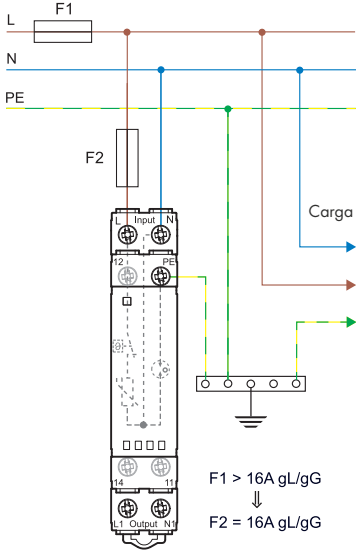 F1
L
N
PE
F2
L Input N
Carga
12 PE
14 11
L1 Output N1
F1 > 16A gL/gG
⇓
F2 = 16A gL/gG